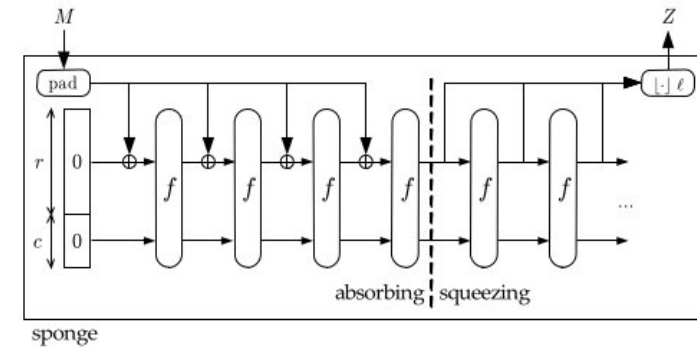 M
Z
pad
⌊·⌋ ℓ
r
0
f
f
f
f
f
f
...
c
0
absorbing
squeezing
sponge